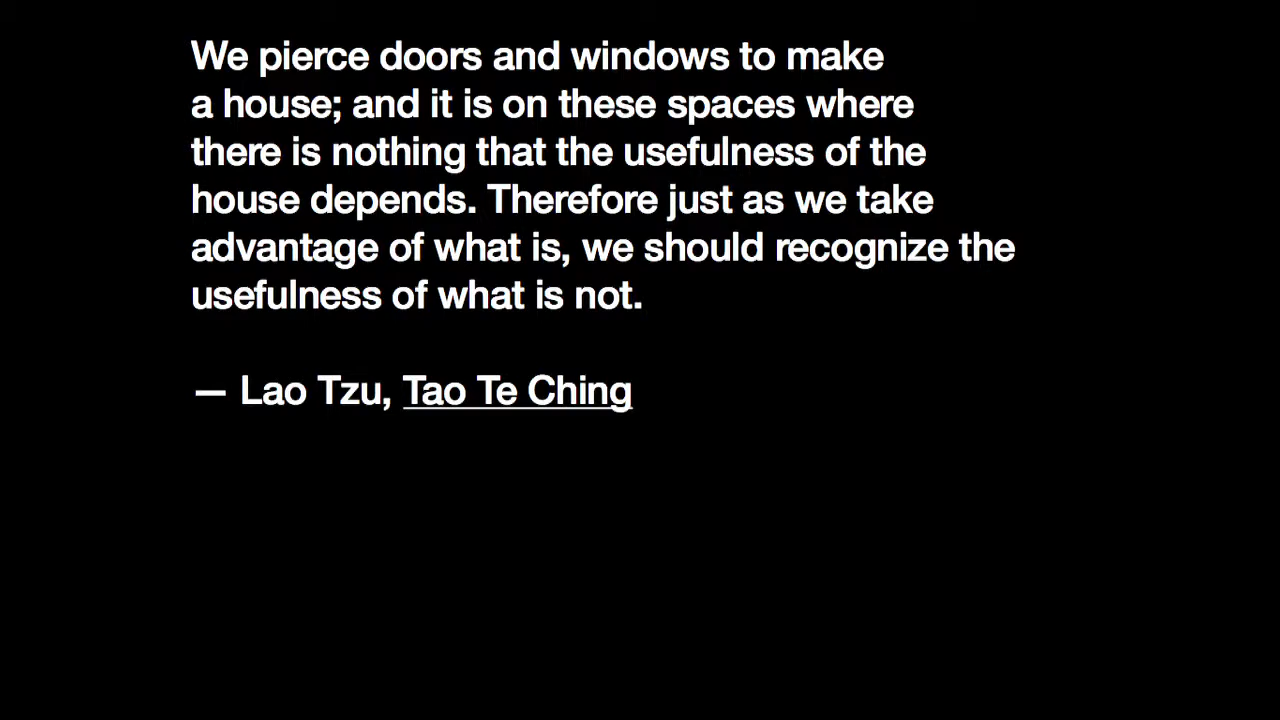 We pierce doors and windows to make
a house; and it is on these spaces where
there is nothing that the usefulness of the
house depends. Therefore just as we take
advantage of what is, we should recognize the
usefulness of what is not.
— Lao Tzu, Tao Te Ching